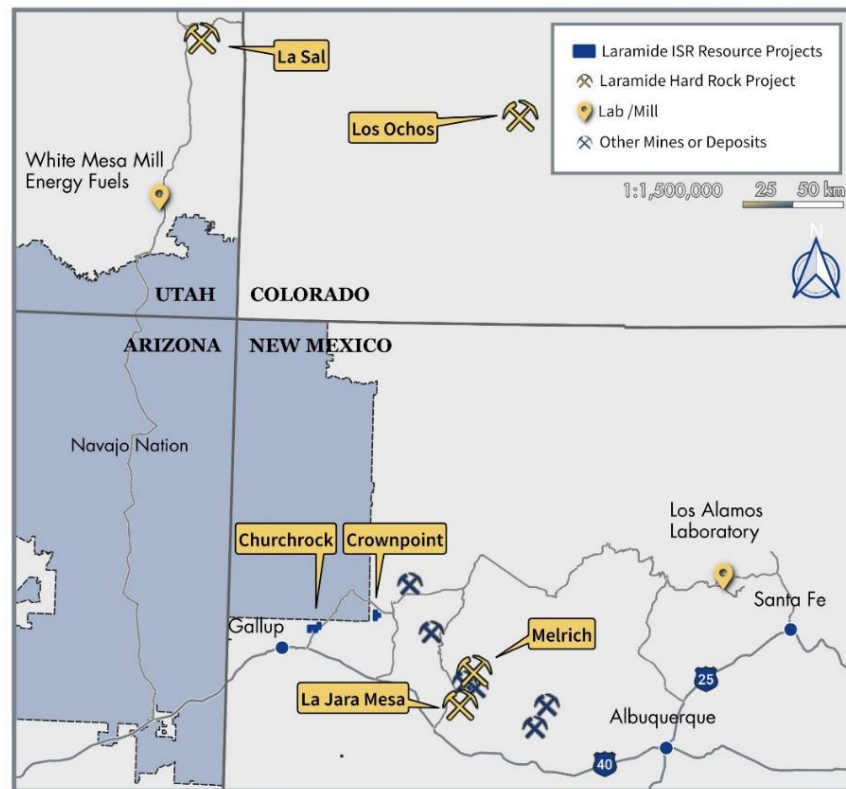 La Sal
Los Ochos
Laramide ISR Resource Projects
Laramide Hard Rock Project
Lab /Mill
Other Mines or Deposits
1:1,500,000
25
50 km
N
White Mesa Mill
Energy Fuels
UTAH
COLORADO
ARIZONA
NEW MEXICO
Navajo Nation
Churchrock
Crownpoint
Los Alamos
Laboratory
Santa Fe
Gallup
Melrich
La Jara Mesa
25
Albuquerque
40